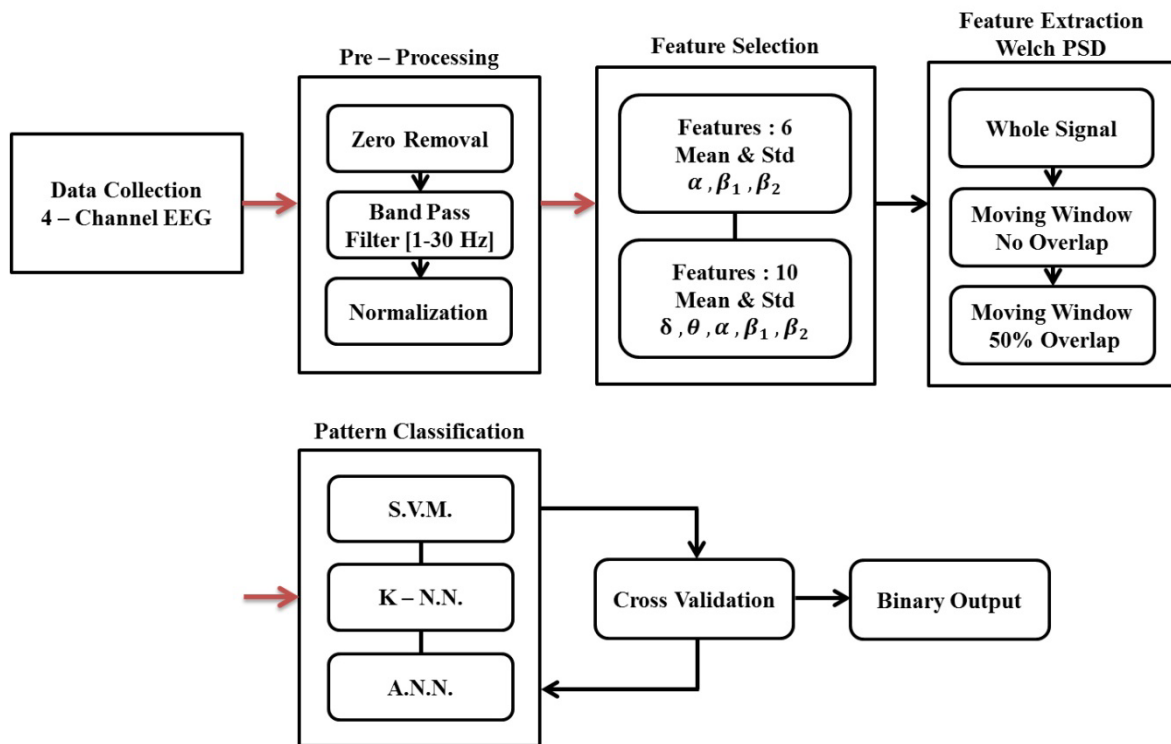 Data Collection
4 – Channel EEG
Pre – Processing
Zero Removal
Band Pass
Filter [1-30 Hz]
Normalization
Feature Selection
Features : 6
Mean & Std
α , β₁ , β₂
Features : 10
Mean & Std
δ , θ , α , β₁ , β₂
Feature Extraction
Welch PSD
Whole Signal
Moving Window
No Overlap
Moving Window
50% Overlap
Pattern Classification
S.V.M.
K – N.N.
A.N.N.
Cross Validation
Binary Output